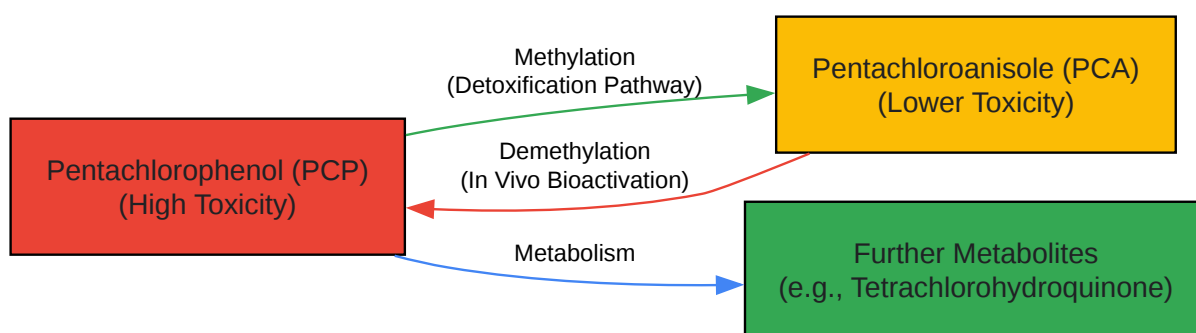 Methylation
(Detoxification Pathway)
Pentachloroanisole (PCA)
(Lower Toxicity)
Pentachlorophenol (PCP)
(High Toxicity)
Demethylation
(In Vivo Bioactivation)
Metabolism
Further Metabolites
(e.g., Tetrachlorohydroquinone)